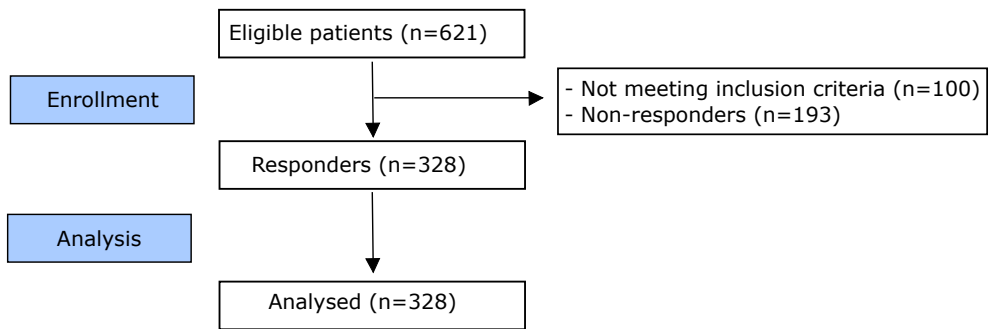 Eligible patients (n=621)
Enrollment
- Not meeting inclusion criteria (n=100)
- Non-responders (n=193)
Responders (n=328)
Analysis
Analysed (n=328)